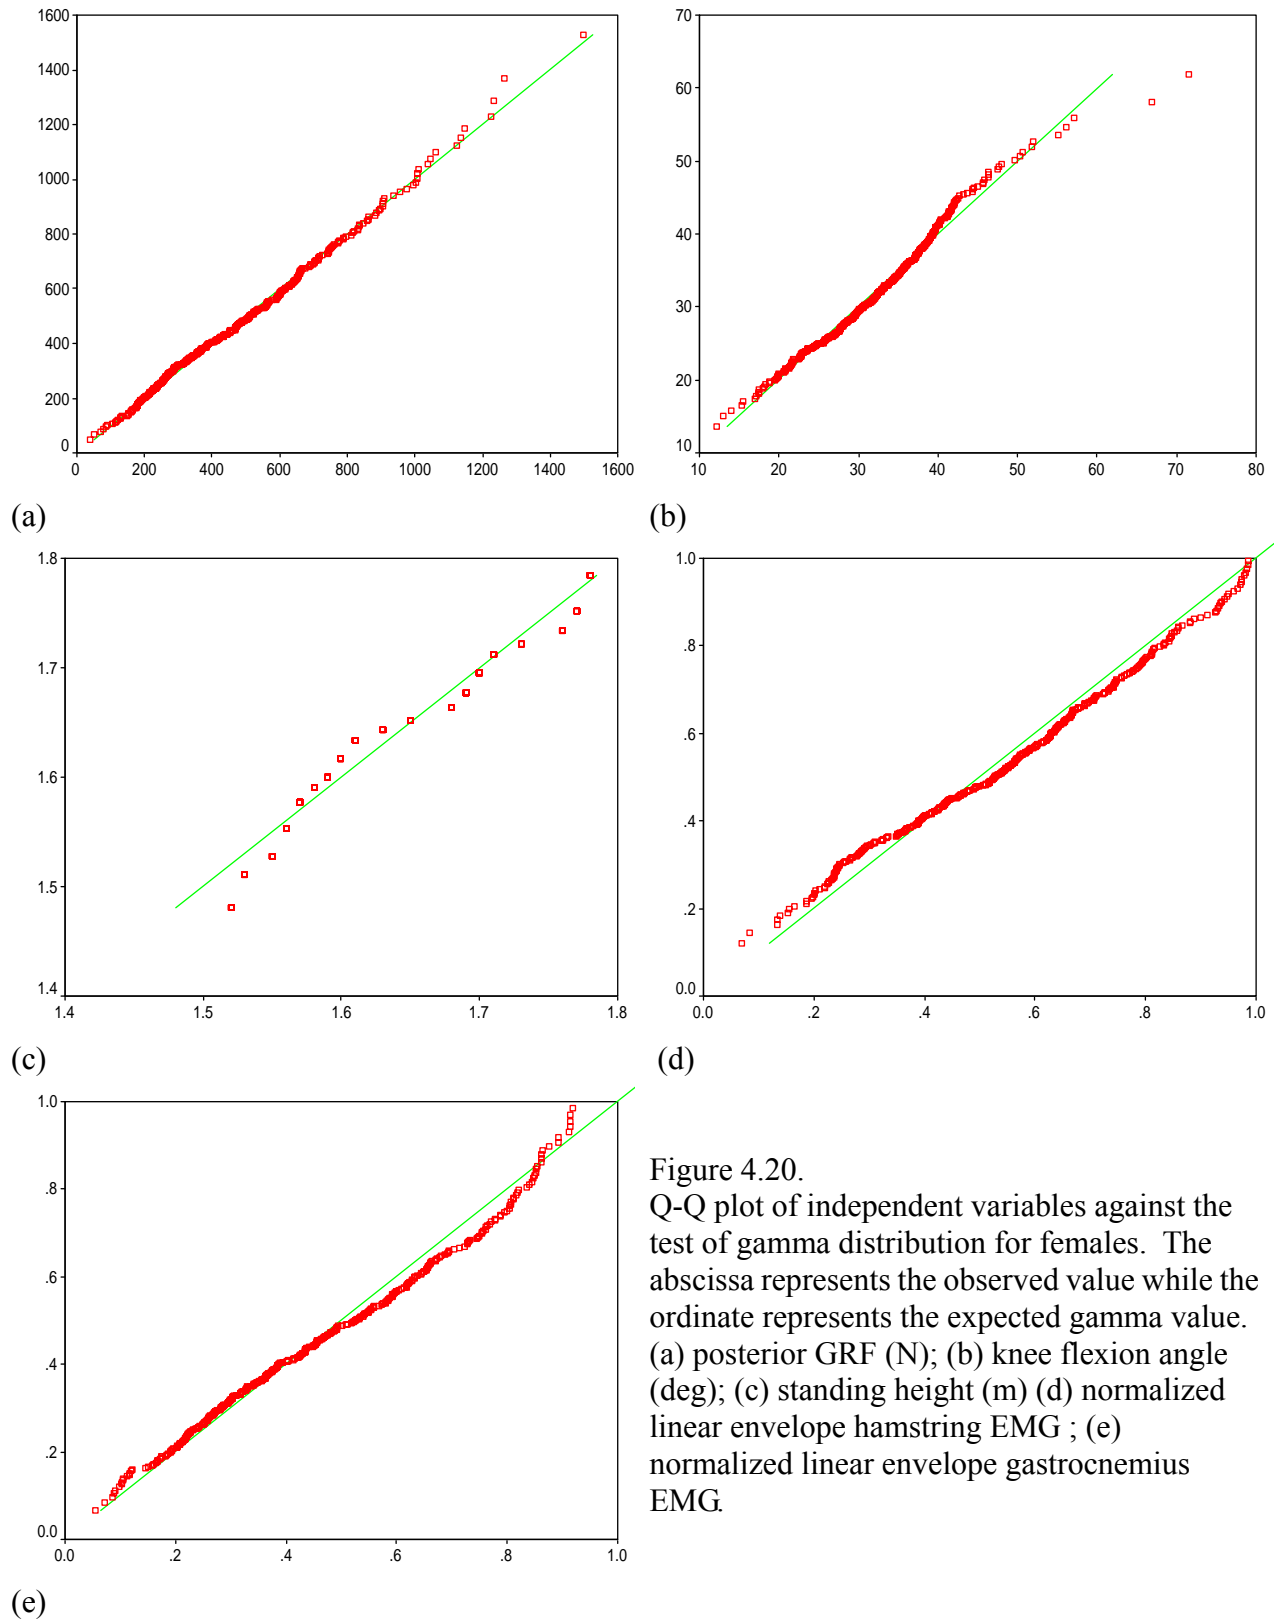 1600
1400
1200
1000
800
600
400
200
0
0 200 400 600 800 1000 1200 1400 1600
(a)
70
60
50
40
30
20
10
10 20 30 40 50 60 70 80
(b)
1.8
1.7
1.6
1.5
1.4
1.4 1.5 1.6 1.7 1.8
(c)
1.0
.8
.6
.4
.2
0.0
0.0 .2 .4 .6 .8 1.0
(d)
1.0
.8
.6
.4
.2
0.0
0.0 .2 .4 .6 .8 1.0
(e)
Figure 4.20.
Q-Q plot of independent variables against the
test of gamma distribution for females. The
abscissa represents the observed value while the
ordinate represents the expected gamma value.
(a) posterior GRF (N); (b) knee flexion angle
(deg); (c) standing height (m) (d) normalized
linear envelope hamstring EMG ; (e)
normalized linear envelope gastrocnemius
EMG.